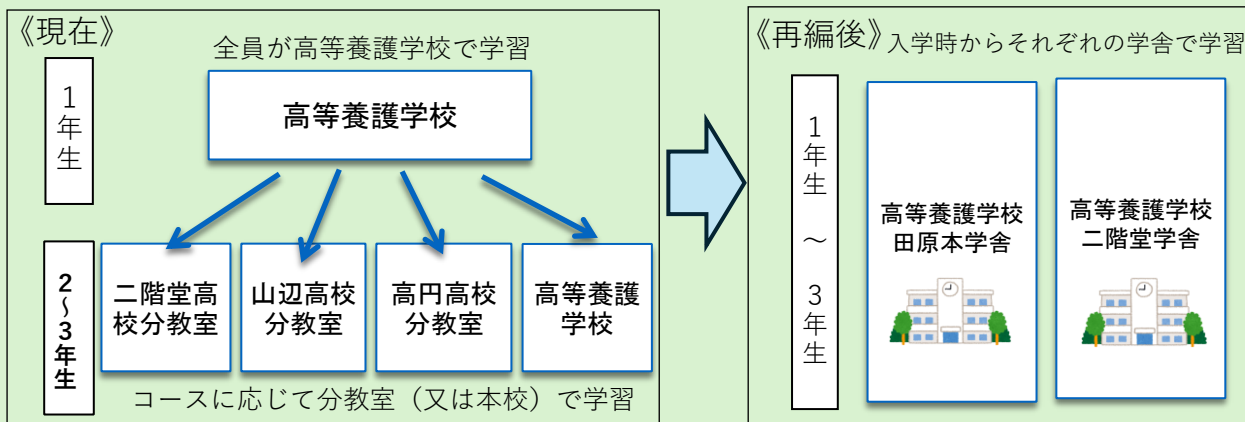 《現在》
全員が高等養護学校で学習
1年生
高等養護学校
2~3年生
二階堂高
校分教室
山辺高校
分教室
高円高校
分教室
高等養護
学校
コースに応じて分教室（又は本校）で学習
《再編後》入学時からそれぞれの学舎で学習
1年生 ～ 3年生
高等養護学校
田原本学舎
高等養護学校
二階堂学舎